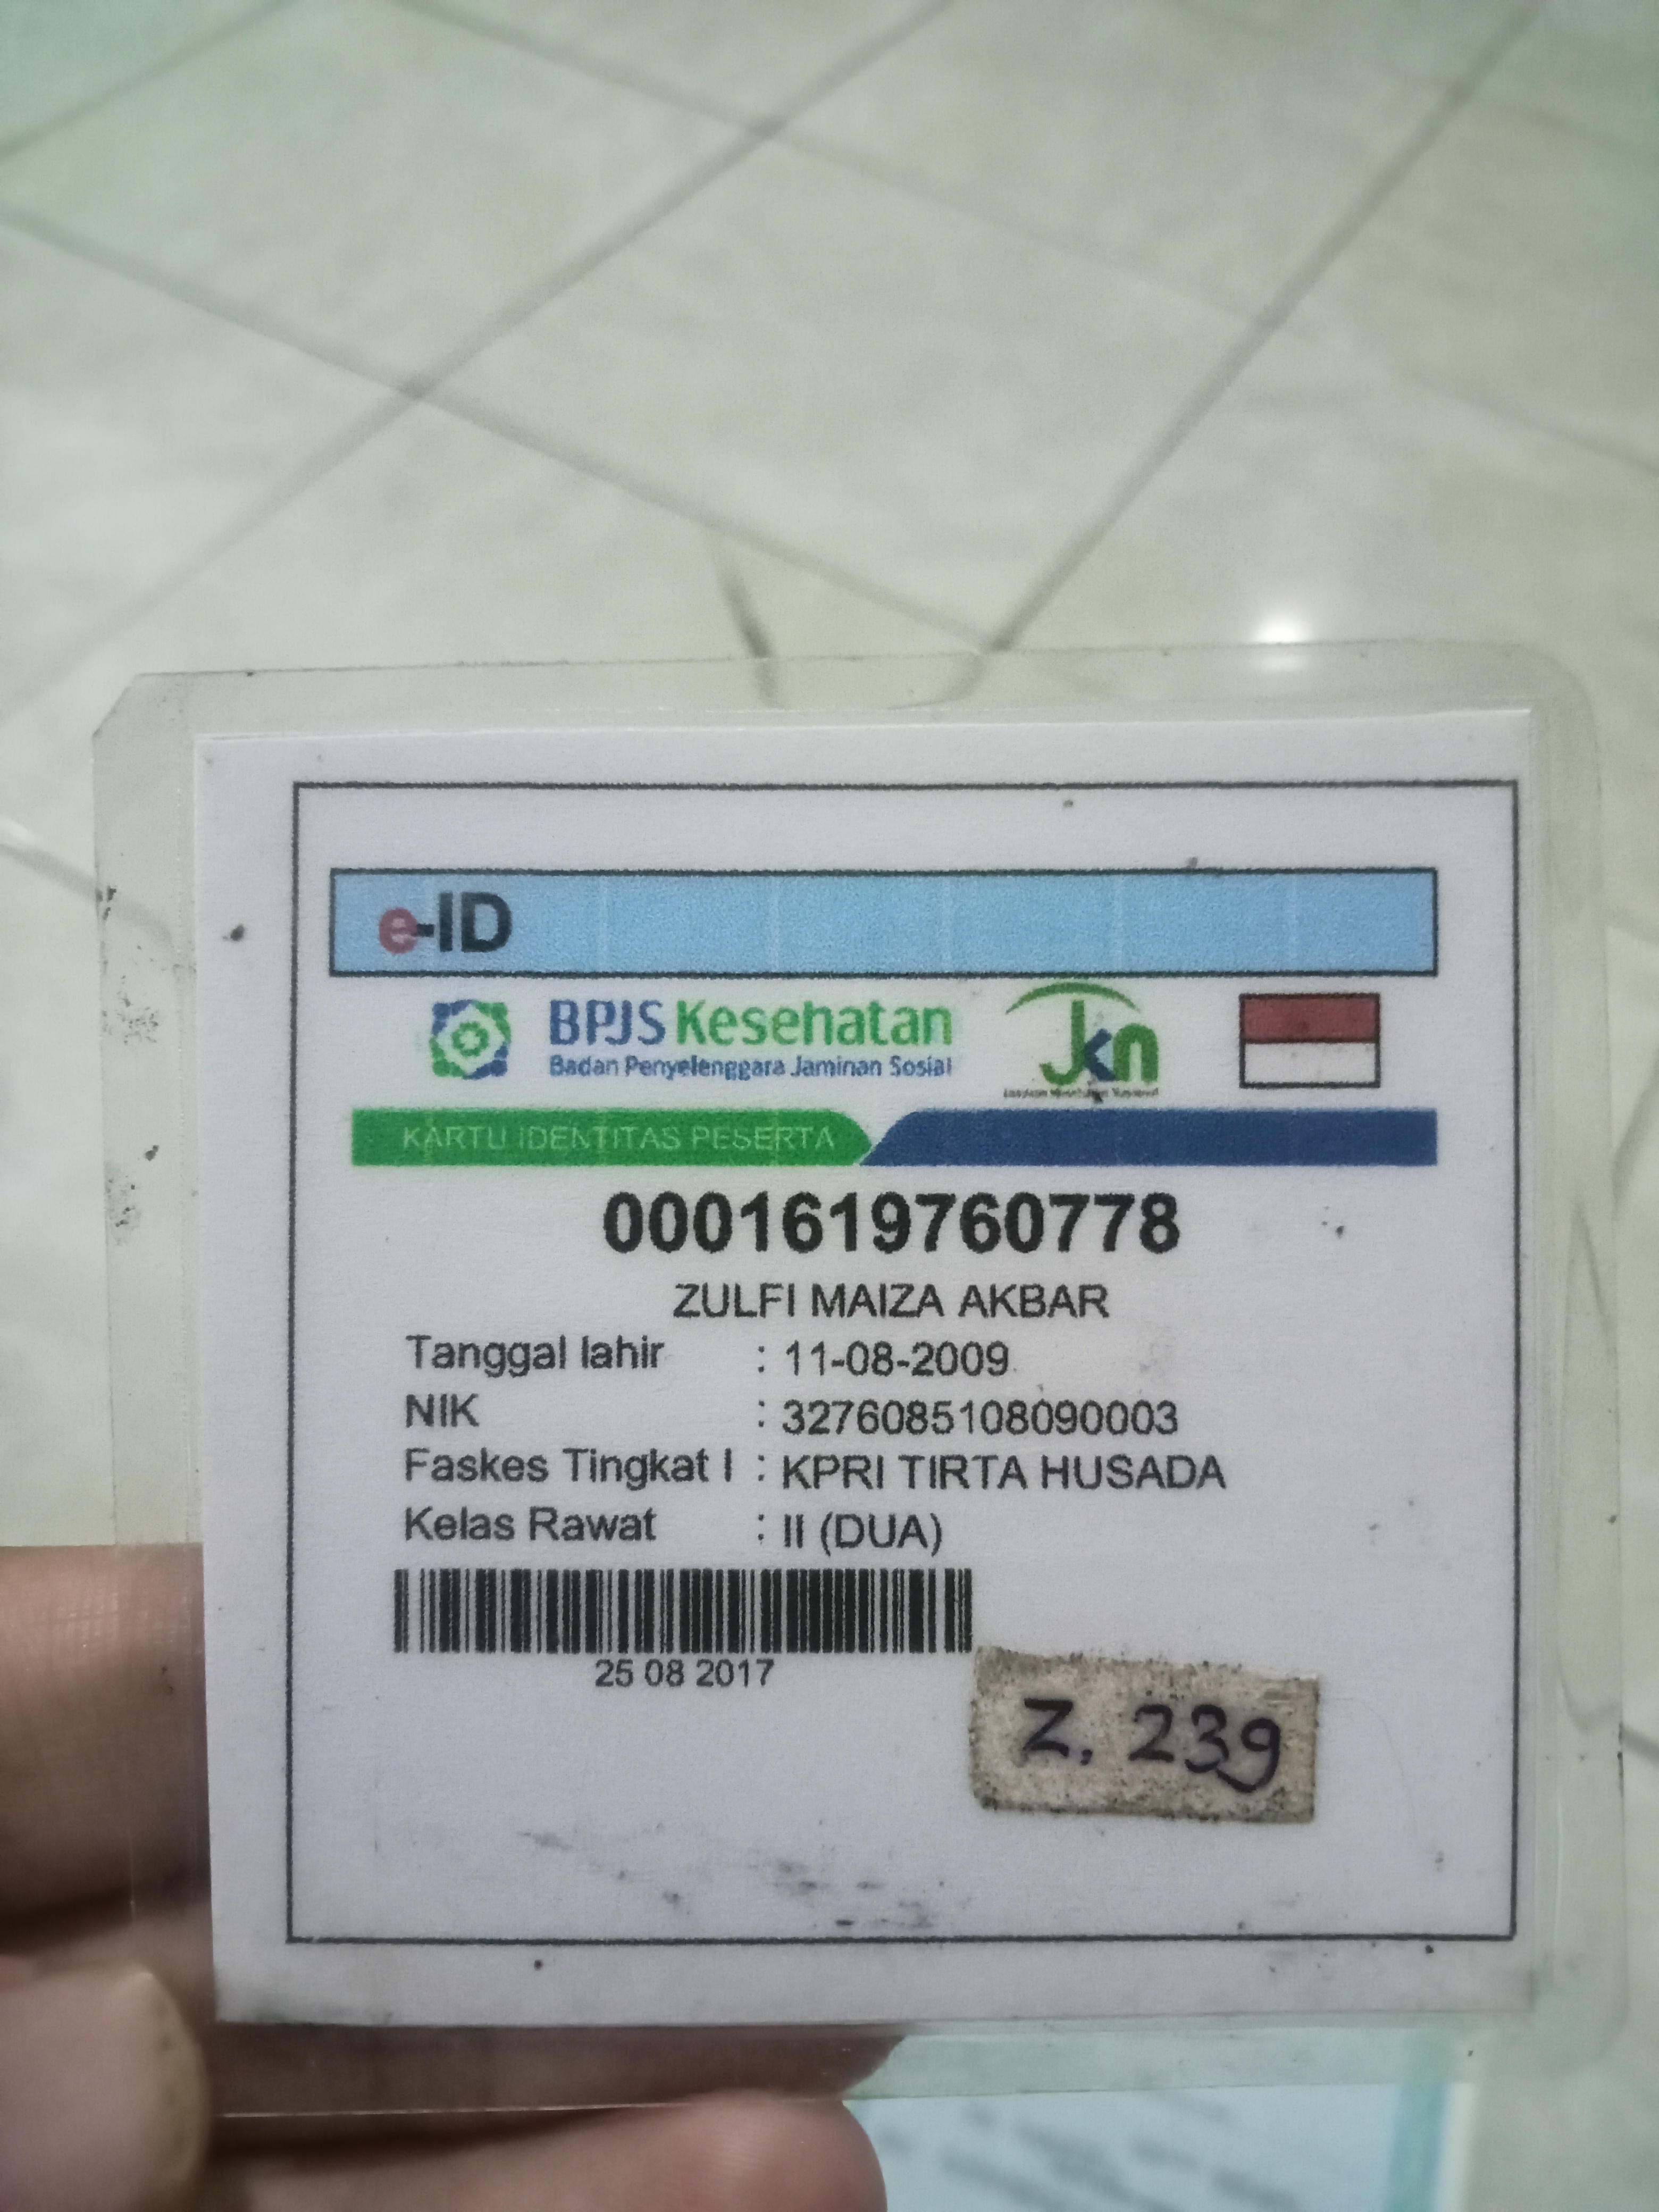 e-ID
BPJS Kesehatan
Badan Penyelenggara Jaminan Sosial
Jkn
KARTU IDENTITAS PESERTA
0001619760778
ZULFI MAIZA AKBAR
Tanggal lahir : 11-08-2009
NIK : 3276085108090003
Faskes Tingkat I : KPRI TIRTA HUSADA
Kelas Rawat : II (DUA)
25 08 2017
Z. 239